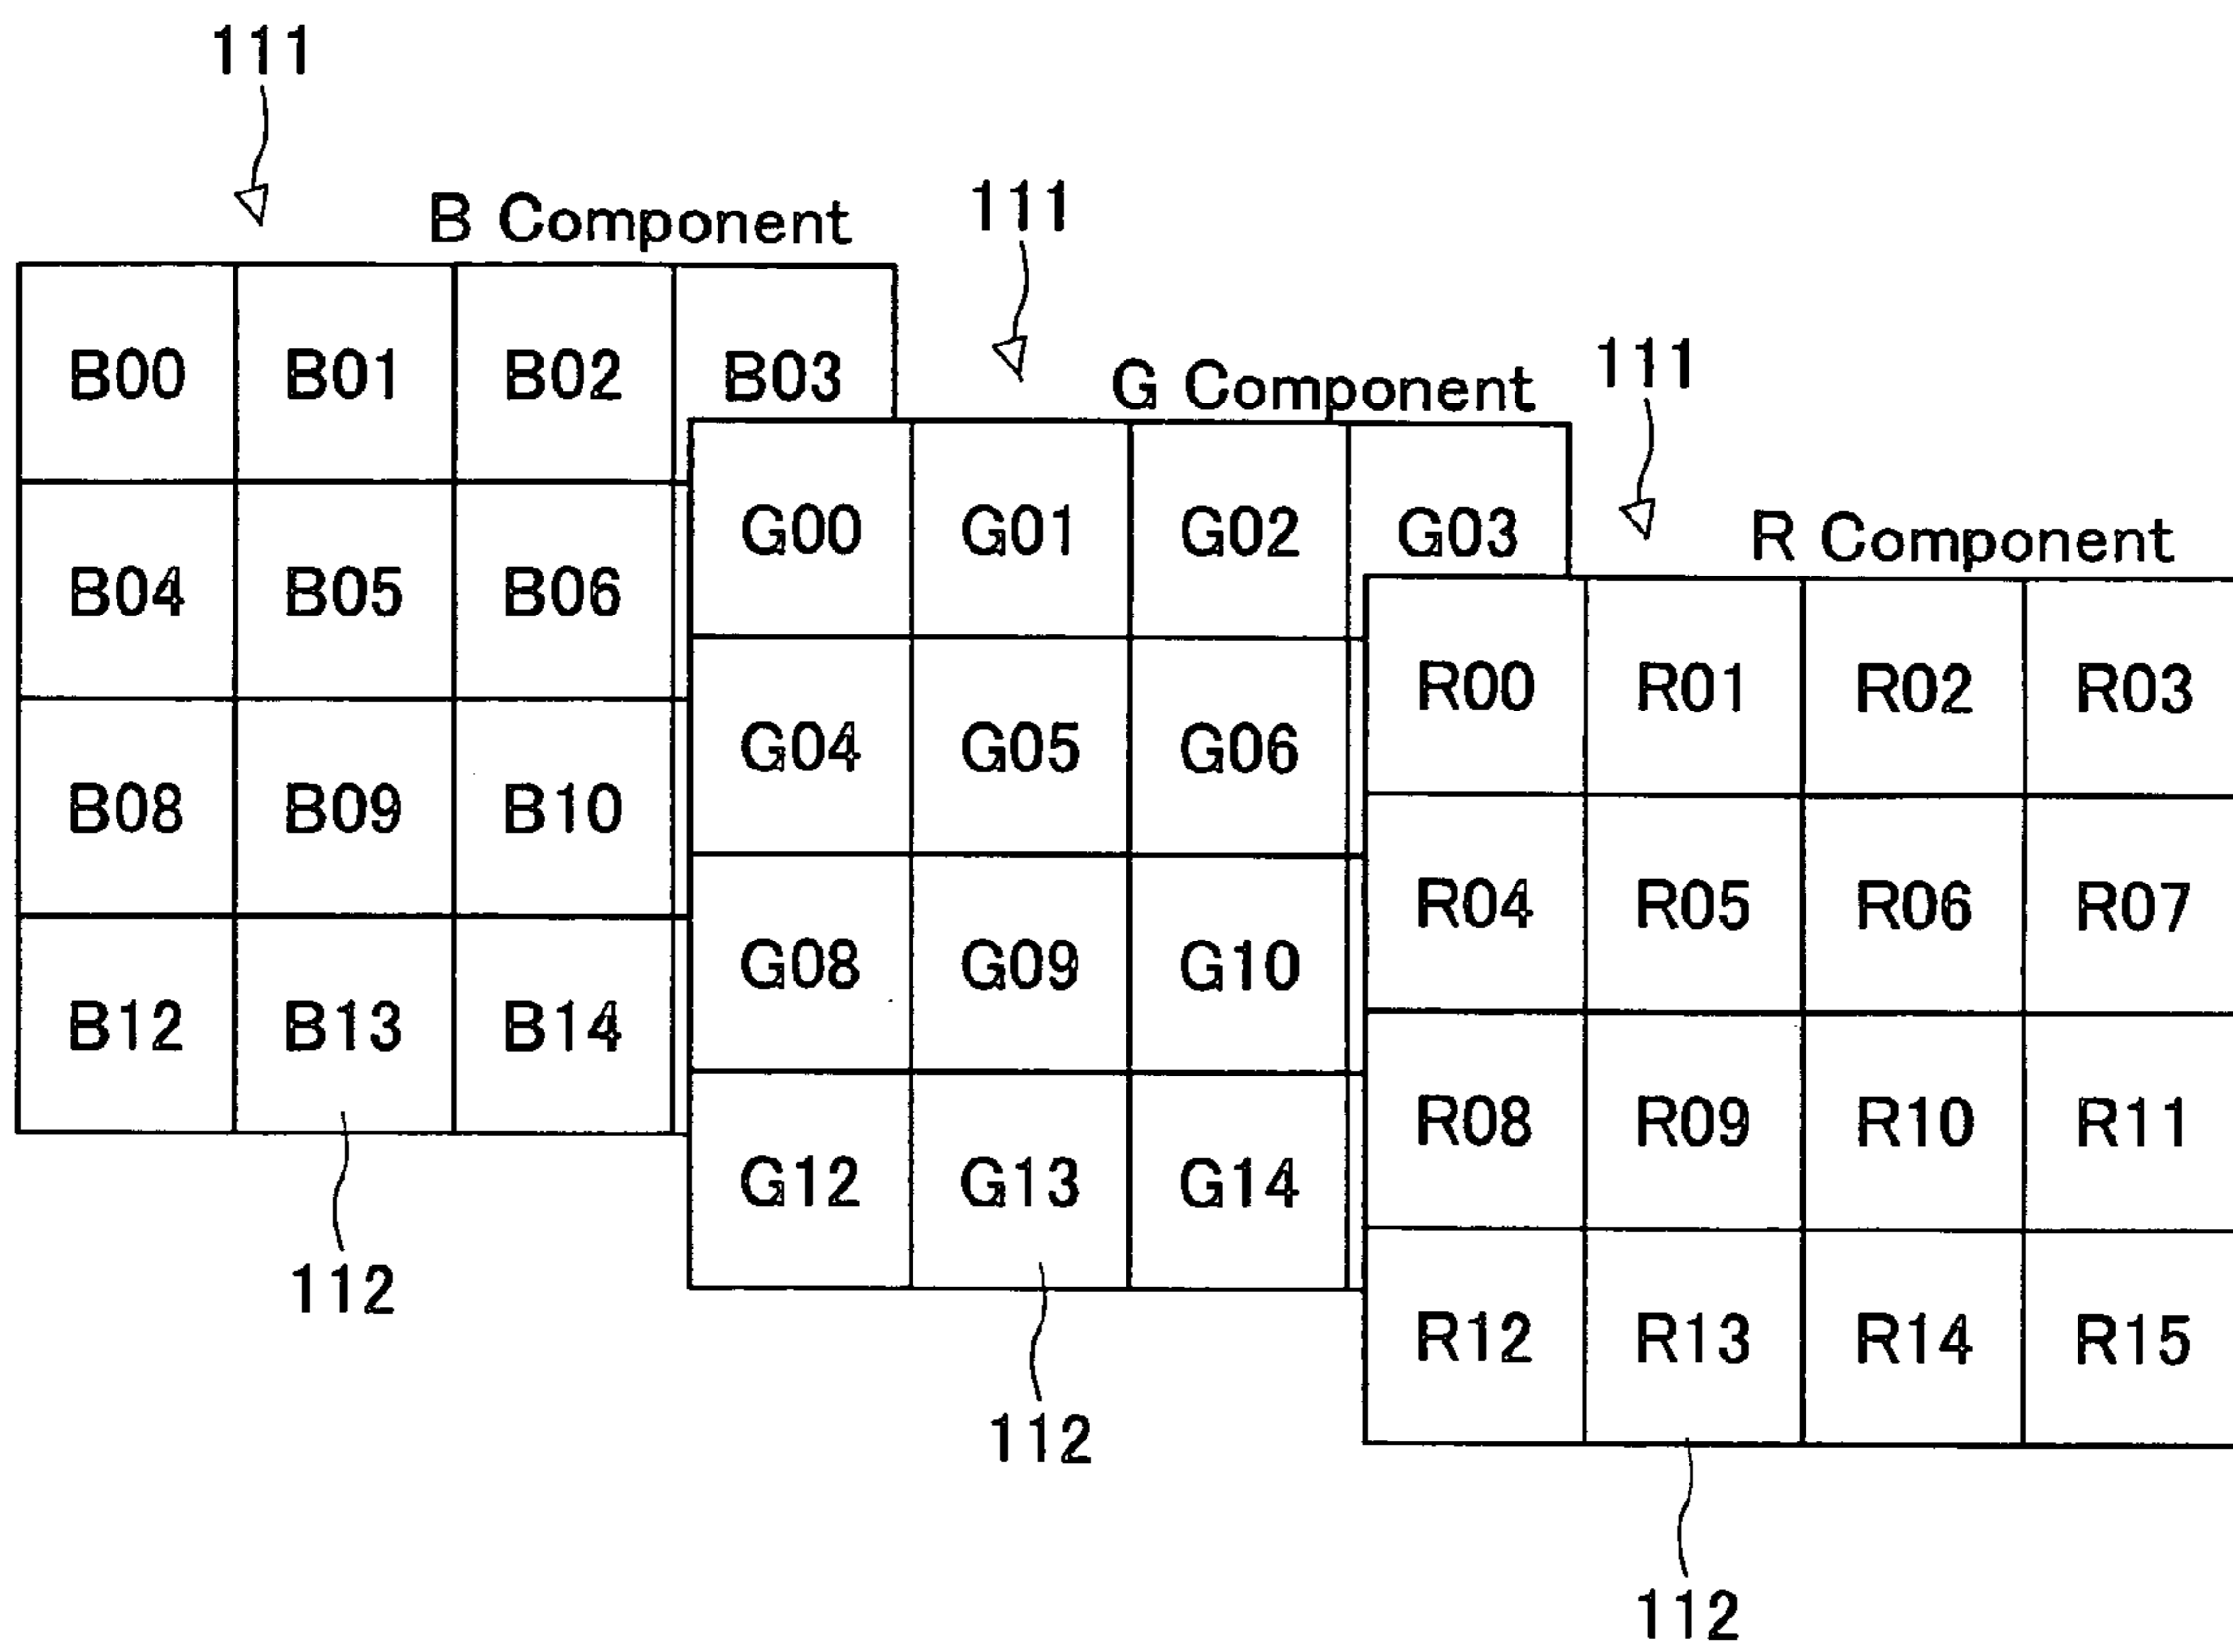 111
B Component
B00 B01 B02 B03
B04 B05 B06
B08 B09 B10
B12 B13 B14
112
111
G Component
G00 G01 G02 G03
G04 G05 G06
G08 G09 G10
G12 G13 G14
112
111
R Component
R00 R01 R02 R03
R04 R05 R06 R07
R08 R09 R10 R11
R12 R13 R14 R15
112